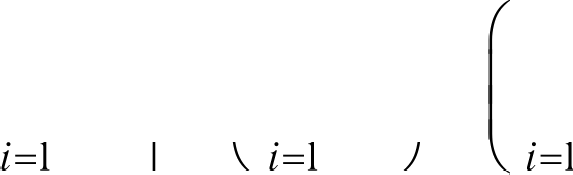 i=1 | ( i=1 ) ( i=1